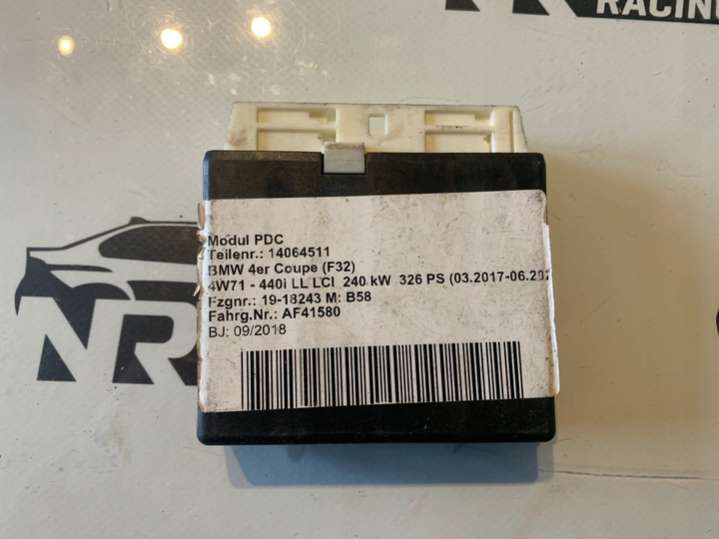 RACING
NR
Modul PDC
Teilenr.: 14064511
BMW 4er Coupe (F32)
4W71 - 440i LL LCI 240 kW 326 PS (03.2017-06.202
Fzgnr.: 19-18243 M: B58
Fahrg.Nr.: AF41580
BJ: 09/2018